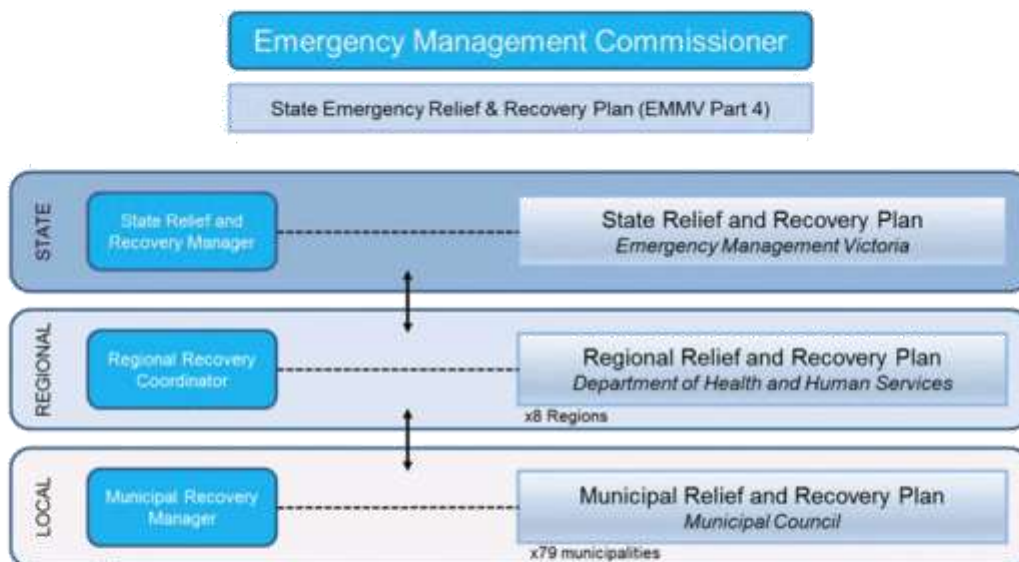 Emergency Management Commissioner
State Emergency Relief & Recovery Plan (EMMV Part 4)
STATE
State Relief and
Recovery Manager
State Relief and Recovery Plan
Emergency Management Victoria
REGIONAL
Regional Recovery
Coordinator
Regional Relief and Recovery Plan
Department of Health and Human Services
x8 Regions
LOCAL
Municipal Recovery
Manager
Municipal Relief and Recovery Plan
Municipal Council
x79 municipalities